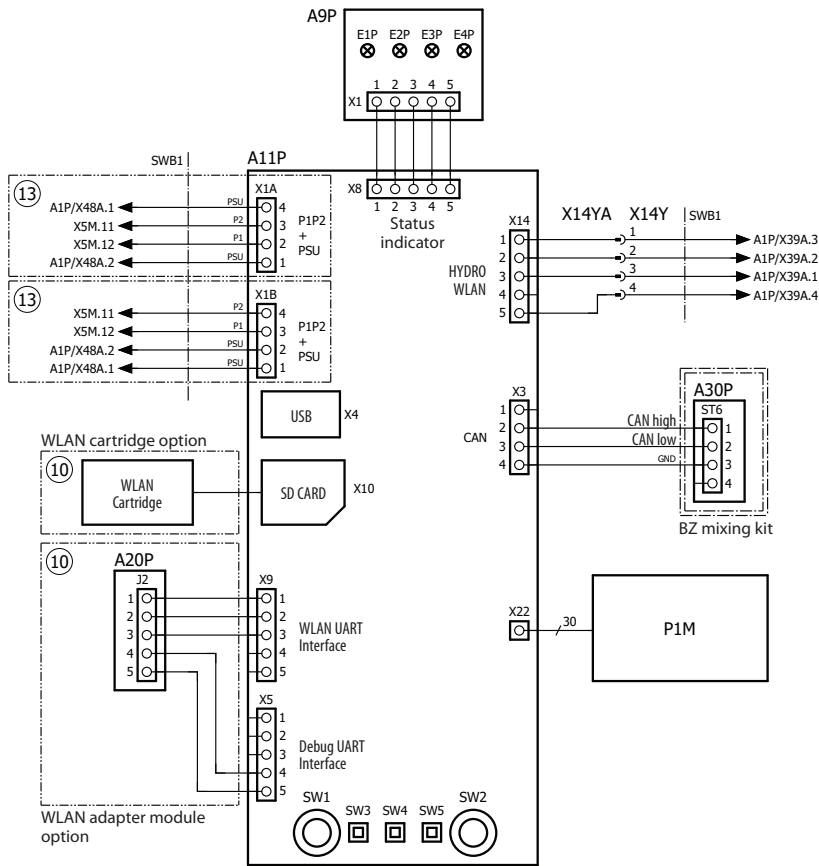 A9P
E1P E2P E3P E4P
1 2 3 4 5
X1
SWB1
A11P
13
X1A
A1P/X48A.1 PSU 4
X5M.11 P2 3
X5M.12 P1 2
A1P/X48A.2 PSU 1
P1P2
+
PSU
X8
1 2 3 4 5
Status
indicator
X14
X14YA X14Y SWB1
1 1 A1P/X39A.3
2 2 A1P/X39A.2
3 3 A1P/X39A.1
4 4 A1P/X39A.4
5
HYDRO
WLAN
13
X1B
X5M.11 P2 4
X5M.12 P1 3
A1P/X48A.2 PSU 2
A1P/X48A.1 PSU 1
P1P2
+
PSU
USB X4
X3
1
2
3
4
CAN
CAN high
CAN low
GND
A30P
ST6
1
2
3
4
BZ mixing kit
WLAN cartridge option
10
WLAN
Cartridge
SD CARD X10
10
A20P
J2
1
2
3
4
5
X9
1
2
3
4
5
WLAN UART
Interface
X22
30
P1M
X5
1
2
3
4
5
Debug UART
Interface
WLAN adapter module
option
SW1 SW3 SW4 SW5 SW2